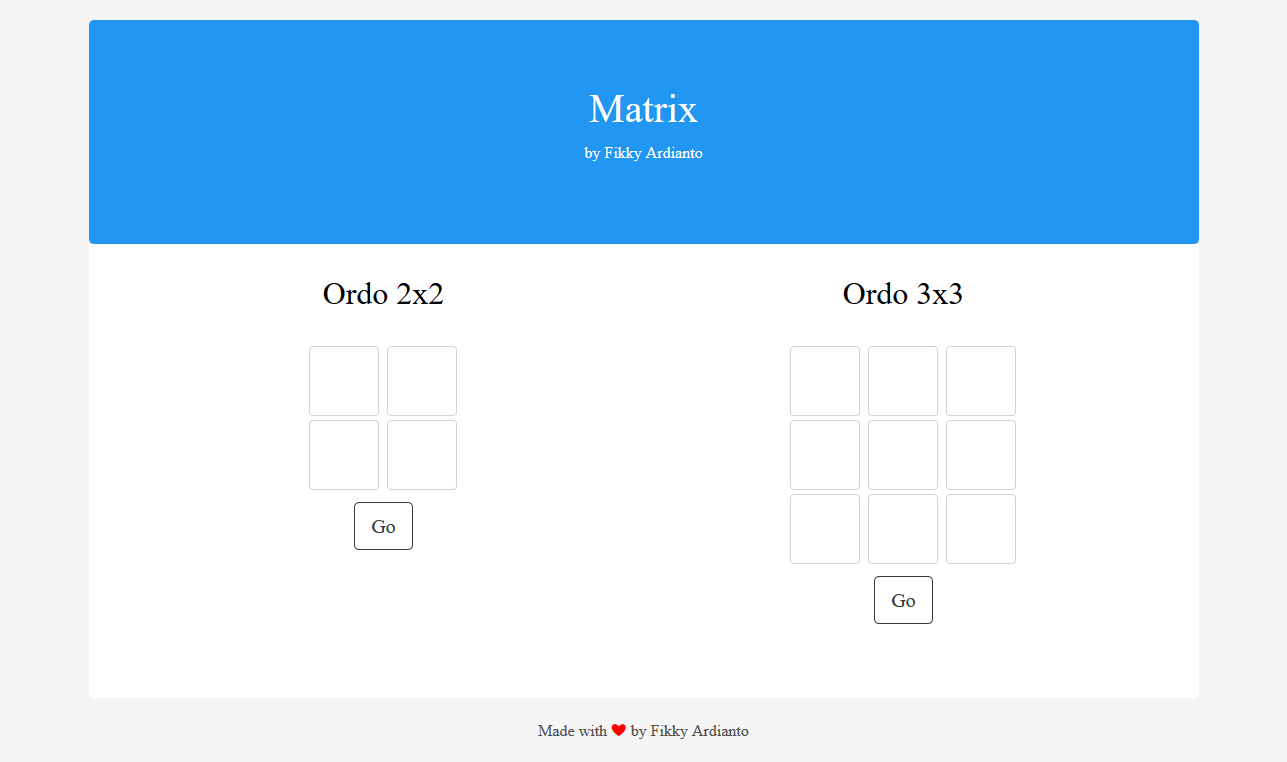 Matrix
by Fikky Ardianto
Ordo 2x2
Go
Ordo 3x3
Go
Made with ❤ by Fikky Ardianto